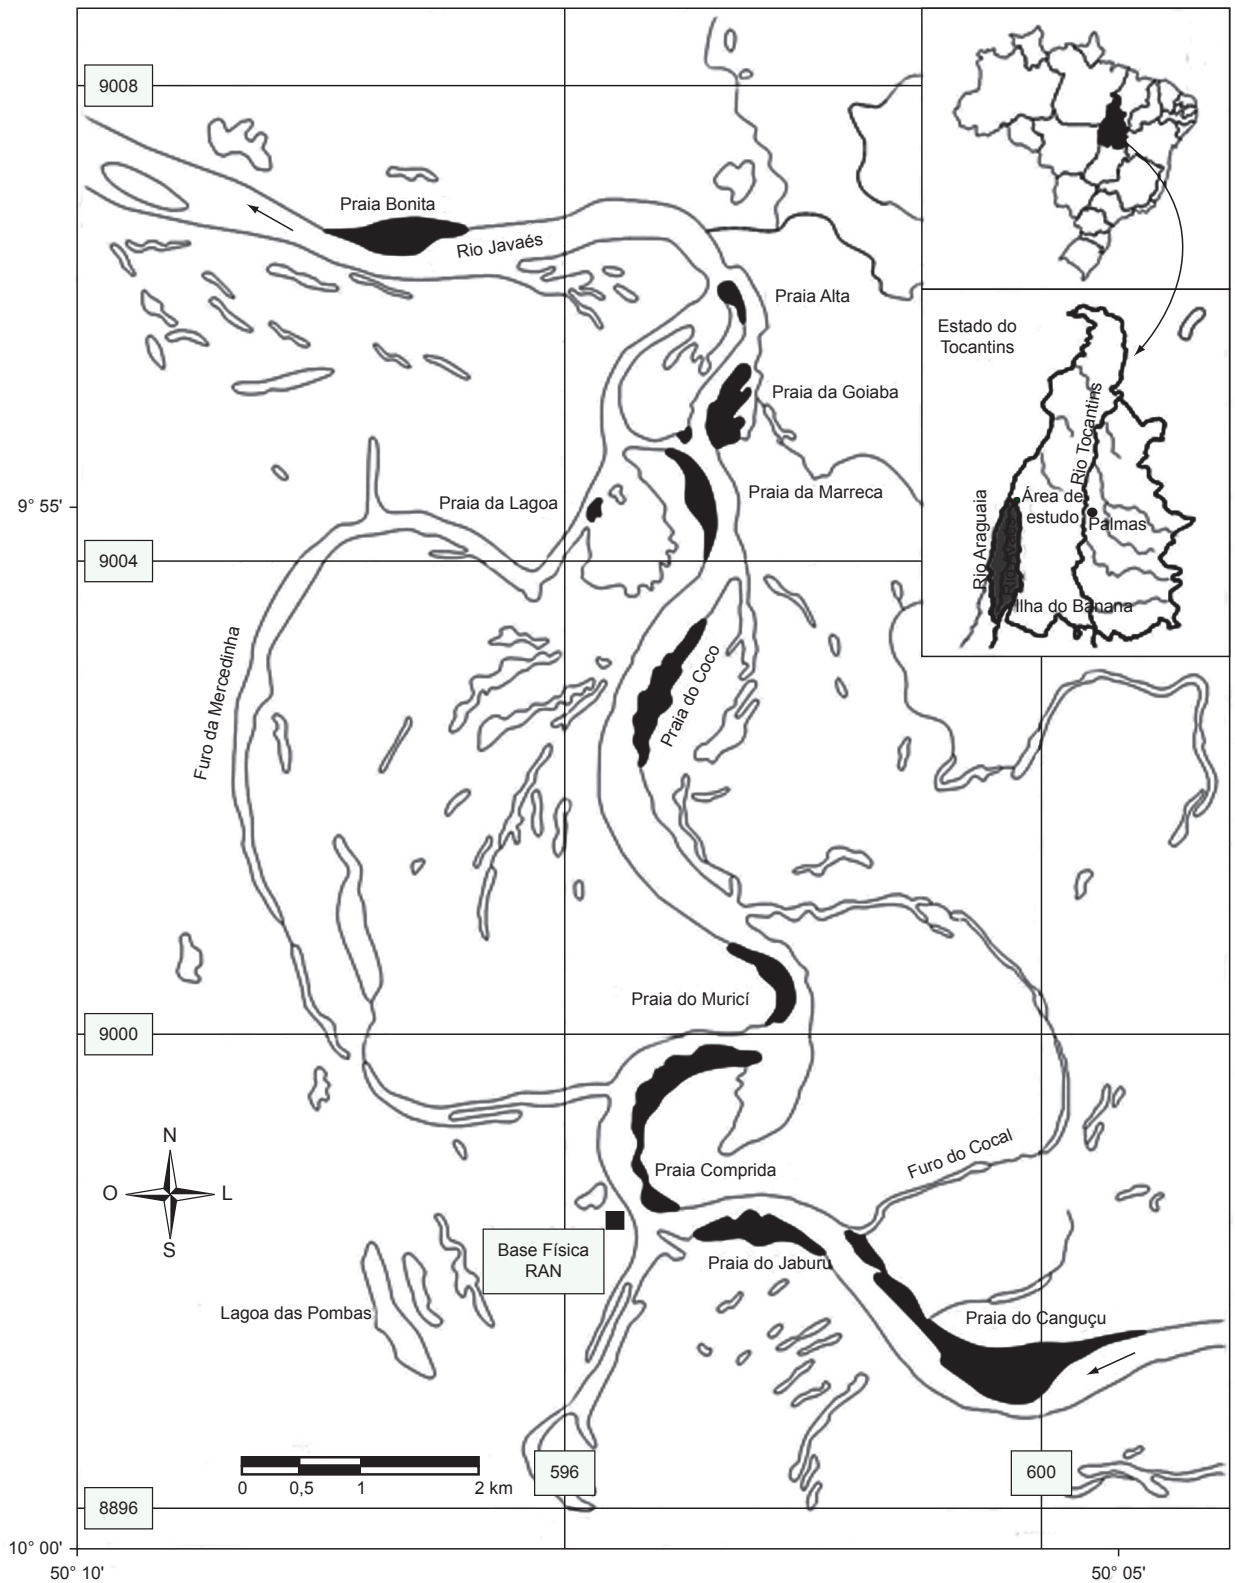 9008
Praia Bonita
Rio Javaés
Praia Alta
Estado do
Tocantins
Praia da Goiaba
Rio Tocantins
9° 55'
Praia da Lagoa
Praia da Marreca
Rio Araguaia
Área de
estudo
Palmas
9004
Ilha do Banana
Furo da Mercedinha
Praia do Coco
Praia do Muricí
9000
N
O
L
S
Praia Comprida
Furo do Cocal
Base Física
RAN
Praia do Jaburu
Lagoa das Pombas
Praia do Canguçu
0
0,5
1
2 km
596
600
8896
10° 00'
50° 10'
50° 05'